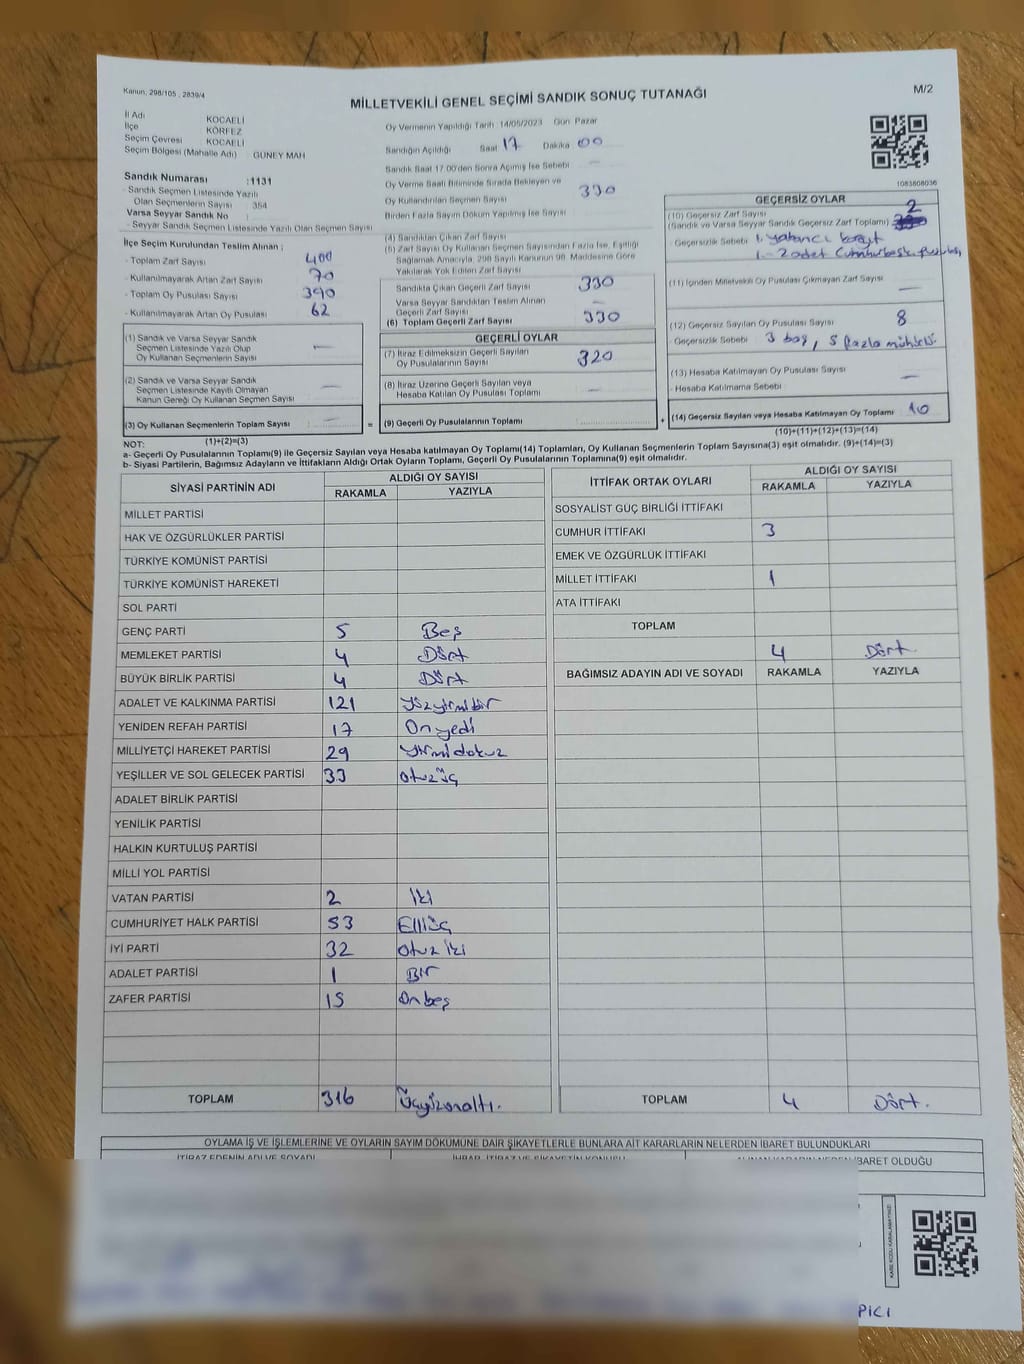 Kanun; 298/105 , 2839/4
MİLLETVEKİLİ GENEL SEÇİMİ SANDIK SONUÇ TUTANAĞI
M/2
İl Adı KOCAELİ
İlçe KÖRFEZ
Seçim Çevresi KOCAELİ
Seçim Bölgesi (Mahalle Adı) GÜNEY MAH
Sandık Numarası :1131
- Sandık Seçmen Listesinde Yazılı
Olan Seçmenlerin Sayısı : 354
Varsa Seyyar Sandık No
- Seyyar Sandık Seçmen Listesinde Yazılı Olan Seçmen Sayısı
İlçe Seçim Kurulundan Teslim Alınan ;
- Toplam Zarf Sayısı 400
- Kullanılmayarak Artan Zarf Sayısı 70
- Toplam Oy Pusulası Sayısı 390
- Kullanılmayarak Artan Oy Pusulası 62
Oy Vermenin Yapıldığı Tarih 14/05/2023 Gün Pazar
Sandığın Açıldığı Saat 17 Dakika 00
Sandık Saat 17.00'den Sonra Açılmış İse Sebebi —
Oy Verme Saati Bitiminde Sırada Bekleyen ve
Oy Kullandırılan Seçmen Sayısı 330
Birden Fazla Sayım Döküm Yapılmış İse Sayısı
(4) Sandıktan Çıkan Zarf Sayısı
(5) Zarf Sayısı Oy Kullanan Seçmen Sayısından Fazla İse, Eşitliği
Sağlamak Amacıyla, 298 Sayılı Kanunun 98. Maddesine Göre
Yakılarak Yok Edilen Zarf Sayısı
Sandıkta Çıkan Geçerli Zarf Sayısı 330
Varsa Seyyar Sandıktan Teslim Alınan
Geçerli Zarf Sayısı —
(6) Toplam Geçerli Zarf Sayısı 330
1083808036
GEÇERSİZ OYLAR
(10) Geçersiz Zarf Sayısı 2
(Sandık ve Varsa Seyyar Sandık Geçersiz Zarf Toplamı)
- Geçersizlik Sebebi 1. yabancı
1 - 2 adet Cumhurbaşk. pusulası
(11) İçinden Milletvekili Oy Pusulası Çıkmayan Zarf Sayısı —
(12) Geçersiz Sayılan Oy Pusulası Sayısı 8
- Geçersizlik Sebebi 3 boş, 5 fazla mühürlü
(13) Hesaba Katılmayan Oy Pusulası Sayısı —
- Hesaba Katılmama Sebebi
(14) Geçersiz Sayılan veya Hesaba Katılmayan Oy Toplamı 10
(10)+(11)+(12)+(13)=(14)
(1) Sandık ve Varsa Seyyar Sandık
Seçmen Listesinde Yazılı Olup
Oy Kullanan Seçmenlerin Sayısı —
(2) Sandık ve Varsa Seyyar Sandık
Seçmen Listesinde Kayıtlı Olmayan
Kanun Gereği Oy Kullanan Seçmen Sayısı —
(3) Oy Kullanan Seçmenlerin Toplam Sayısı —
(1)+(2)=(3)
GEÇERLİ OYLAR
(7) İtiraz Edilmeksizin Geçerli Sayılan
Oy Pusulalarının Sayısı 320
(8) İtiraz Üzerine Geçerli Sayılan veya
Hesaba Katılan Oy Pusulası Toplamı —
= (9) Geçerli Oy Pusulalarının Toplamı +
NOT:
a- Geçerli Oy Pusulalarının Toplamı(9) ile Geçersiz Sayılan veya Hesaba katılmayan Oy Toplamı(14) Toplamları, Oy Kullanan Seçmenlerin Toplam Sayısına(3) eşit olmalıdır. (9)+(14)=(3)
b- Siyasi Partilerin, Bağımsız Adayların ve İttifakların Aldığı Ortak Oyların Toplamı, Geçerli Oy Pusulalarının Toplamına(9) eşit olmalıdır.
SİYASİ PARTİNİN ADI ALDIĞI OY SAYISI
RAKAMLA YAZIYLA
MİLLET PARTİSİ
HAK VE ÖZGÜRLÜKLER PARTİSİ
TÜRKİYE KOMÜNİST PARTİSİ
TÜRKİYE KOMÜNİST HAREKETİ
SOL PARTİ
GENÇ PARTİ 5 Beş
MEMLEKET PARTİSİ 4 Dört
BÜYÜK BİRLİK PARTİSİ 4 Dört
ADALET VE KALKINMA PARTİSİ 121 Yüzyirmibir
YENİDEN REFAH PARTİSİ 17 Onyedi
MİLLİYETÇİ HAREKET PARTİSİ 29 Yirmidokuz
YEŞİLLER VE SOL GELECEK PARTİSİ 33 otuzüç
ADALET BİRLİK PARTİSİ
YENİLİK PARTİSİ
HALKIN KURTULUŞ PARTİSİ
MİLLİ YOL PARTİSİ
VATAN PARTİSİ 2 İki
CUMHURİYET HALK PARTİSİ 53 Elliüç
İYİ PARTİ 32 otuz iki
ADALET PARTİSİ 1 Bir
ZAFER PARTİSİ 15 Onbeş
TOPLAM 316 Üçyüzonaltı.
İTTİFAK ORTAK OYLARI ALDIĞI OY SAYISI
RAKAMLA YAZIYLA
SOSYALİST GÜÇ BİRLİĞİ İTTİFAKI
CUMHUR İTTİFAKI 3
EMEK VE ÖZGÜRLÜK İTTİFAKI
MİLLET İTTİFAKI 1
ATA İTTİFAKI
TOPLAM 4 Dört.
BAĞIMSIZ ADAYIN ADI VE SOYADI RAKAMLA YAZIYLA
TOPLAM 4 Dört.
OYLAMA İŞ VE İŞLEMLERİNE VE OYLARIN SAYIM DÖKÜMÜNE DAİR ŞİKAYETLERLE BUNLARA AİT KARARLARIN NELERDEN İBARET BULUNDUKLARI
İTİRAZ EDENİN ADI VE SOYADI İHBAR, İTİRAZ VE ŞİKAYETİN KONUSU ALINAN KARARIN NEDEN İBARET OLDUĞU
PİCİ